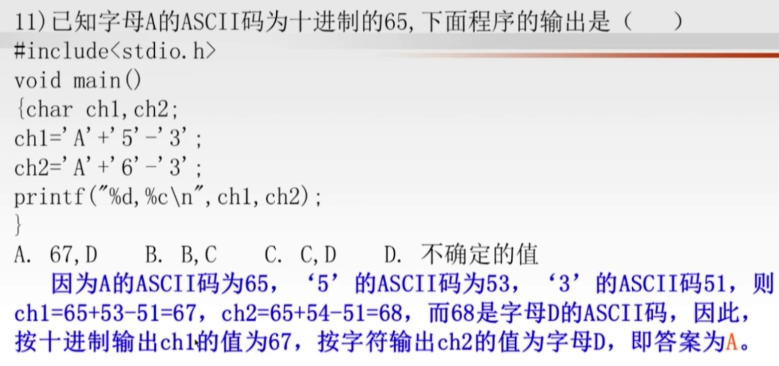 11)已知字母A的ASCII码为十进制的65,下面程序的输出是（　　）
#include<stdio.h>
void main()
{char ch1,ch2;
ch1='A'+'5'-'3';
ch2='A'+'6'-'3';
printf("%d,%c\n",ch1,ch2);
}
A. 67,D　　B. B,C　　C. C,D　　D. 不确定的值
因为A的ASCII码为65，‘5’的ASCII码为53，‘3’的ASCII码51，则
ch1=65+53-51=67，ch2=65+54-51=68，而68是字母D的ASCII码，因此，
按十进制输出ch1的值为67，按字符输出ch2的值为字母D，即答案为A。